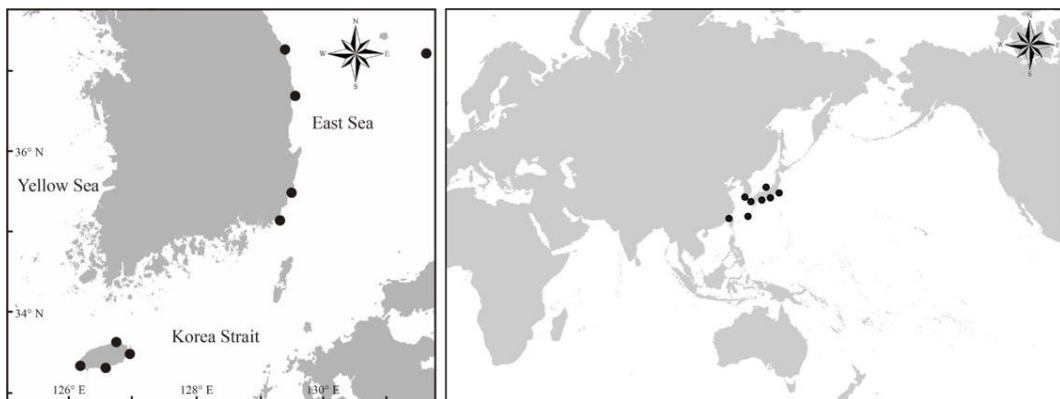 N
W E
S
East Sea
36° N
Yellow Sea
34° N
Korea Strait
126° E 128° E 130° E
N
W
S